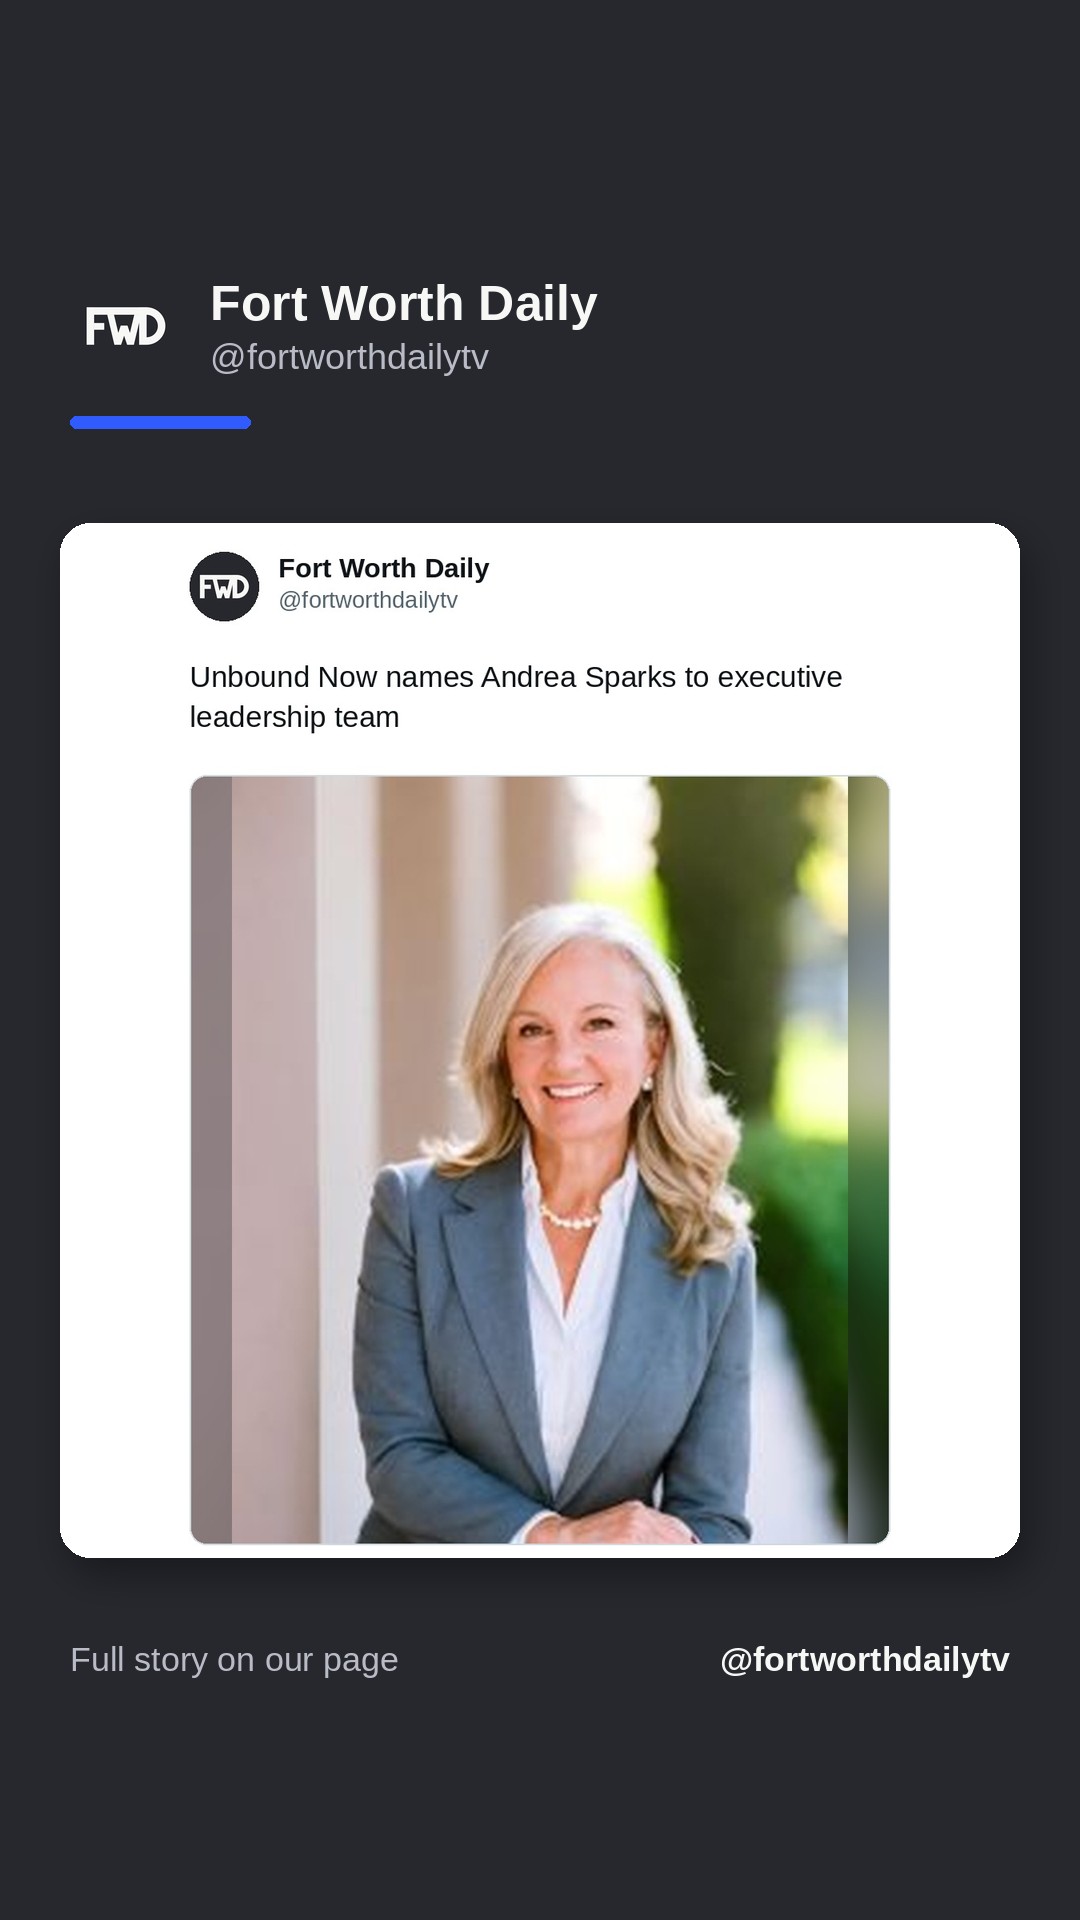 FWD
Fort Worth Daily
@fortworthdailytv
FWD
Fort Worth Daily
@fortworthdailytv
Unbound Now names Andrea Sparks to executive
leadership team
Full story on our page
@fortworthdailytv